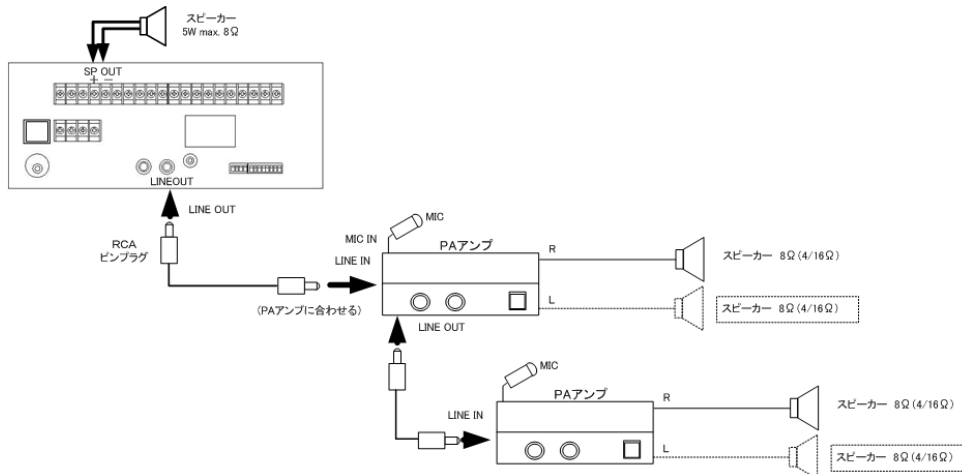 スピーカー
5W max. 8Ω
SP OUT
+ −
LINEOUT
LINE OUT
RCA
ピンプラグ
MIC
MIC IN
PAアンプ
LINE IN
(PAアンプに合わせる)
R
スピーカー 8Ω(4/16Ω)
L
スピーカー 8Ω(4/16Ω)
LINE OUT
MIC
PAアンプ
LINE IN
R
スピーカー 8Ω(4/16Ω)
L
スピーカー 8Ω(4/16Ω)